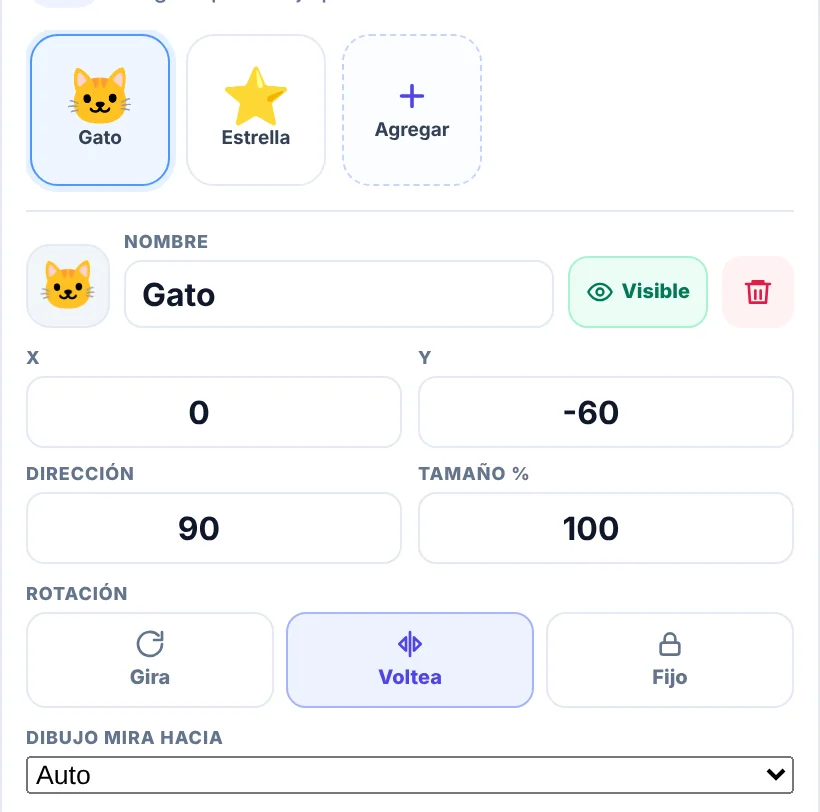 Gato
Estrella
Agregar
NOMBRE
Gato
Visible
X
Y
0
-60
DIRECCIÓN
TAMAÑO %
90
100
ROTACIÓN
Gira
Voltea
Fijo
DIBUJO MIRA HACIA
Auto